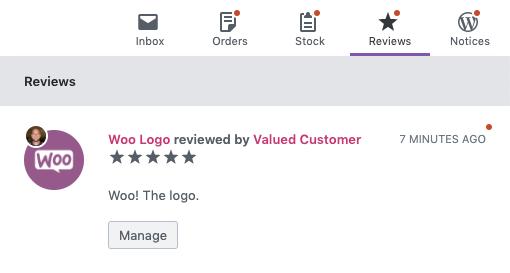 Inbox
Orders
Stock
Reviews
Notices
Reviews
Woo Logo reviewed by Valued Customer
7 MINUTES AGO
Woo
Woo! The logo.
Manage